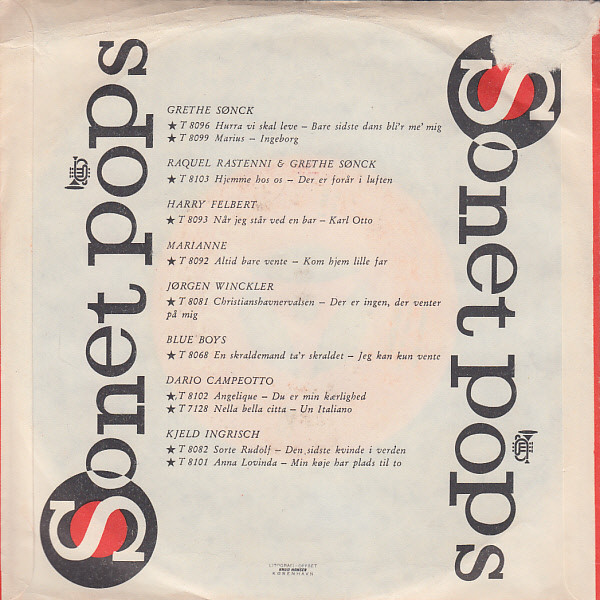 Sonet pops
GRETHE SØNCK
★ T 8096 Hurra vi skal leve – Bare sidste dans bli'r me' mig
★ T 8099 Marius – Ingeborg
RAQUEL RASTENNI & GRETHE SØNCK
★ T 8103 Hjemme hos os – Der er forår i luften
HARRY FELBERT
★ T 8093 Når jeg står ved en bar – Karl Otto
MARIANNE
★ T 8092 Altid bare vente – Kom hjem lille far
JØRGEN WINCKLER
★ T 8081 Christianshavnervalsen – Der er ingen, der venter
på mig
BLUE BOYS
★ T 8068 En skraldemand ta'r skraldet – Jeg kan kun vente
DARIO CAMPEOTTO
★ T 8102 Angelique – Du er min kærlighed
★ T 7128 Nella bella citta – Un Italiano
KJELD INGRISCH
★ T 8082 Sorte Rudolf – Den sidste kvinde i verden
★ T 8101 Anna Lovinda – Min køje har plads til to
Sonet pops
KØBENHAVN